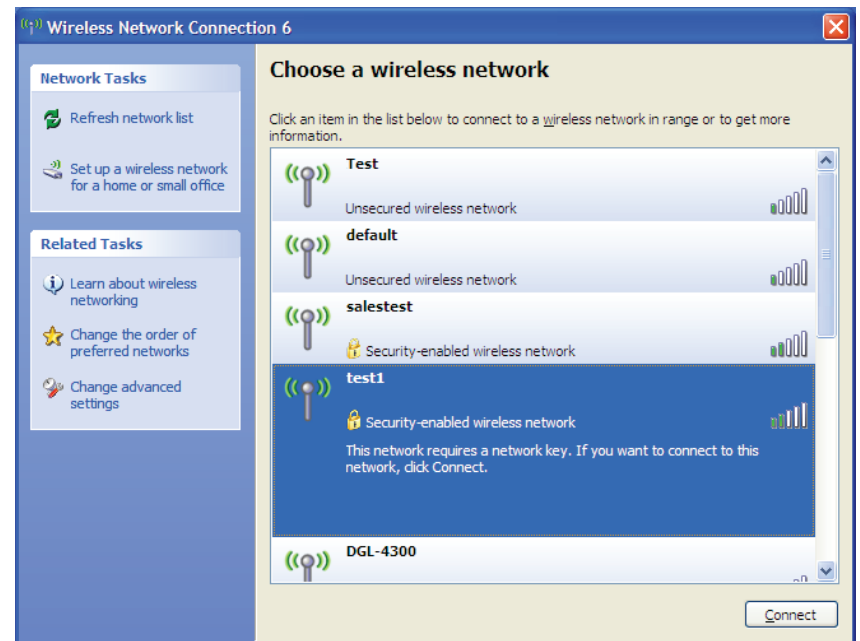 Wireless Network Connection 6
Network Tasks
Refresh network list
Set up a wireless network
for a home or small office
Related Tasks
Learn about wireless
networking
Change the order of
preferred networks
Change advanced
settings
Choose a wireless network
Click an item in the list below to connect to a wireless network in range or to get more
information.
Test
Unsecured wireless network
default
Unsecured wireless network
salestest
Security-enabled wireless network
test1
Security-enabled wireless network
This network requires a network key. If you want to connect to this
network, click Connect.
DGL-4300
Connect